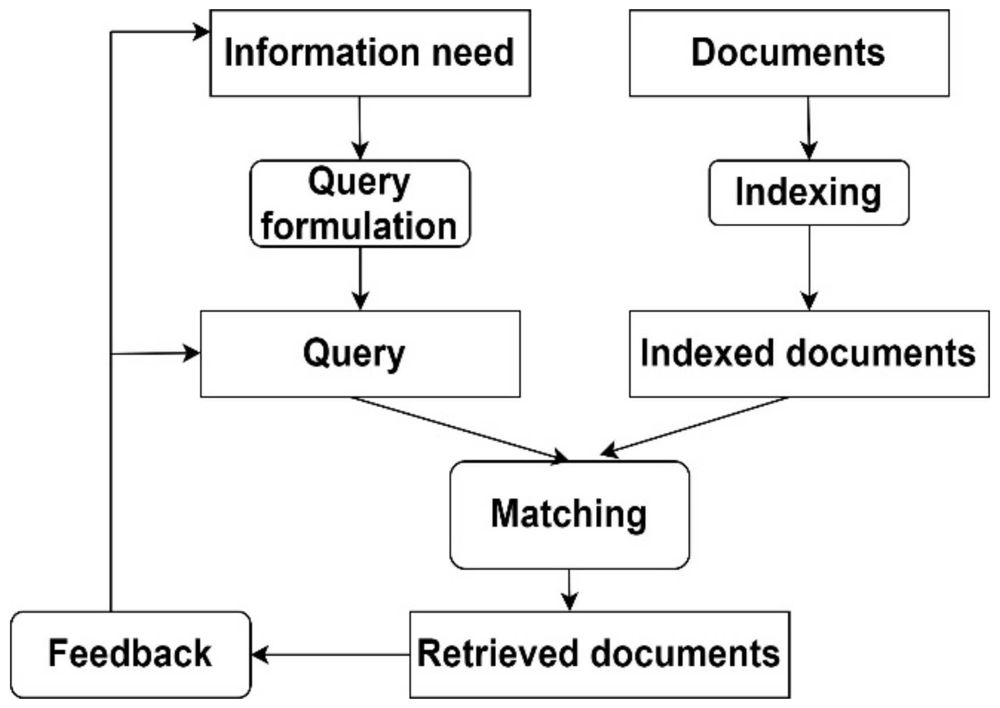 Information need
Documents
Query
formulation
Indexing
Query
Indexed documents
Matching
Feedback
Retrieved documents